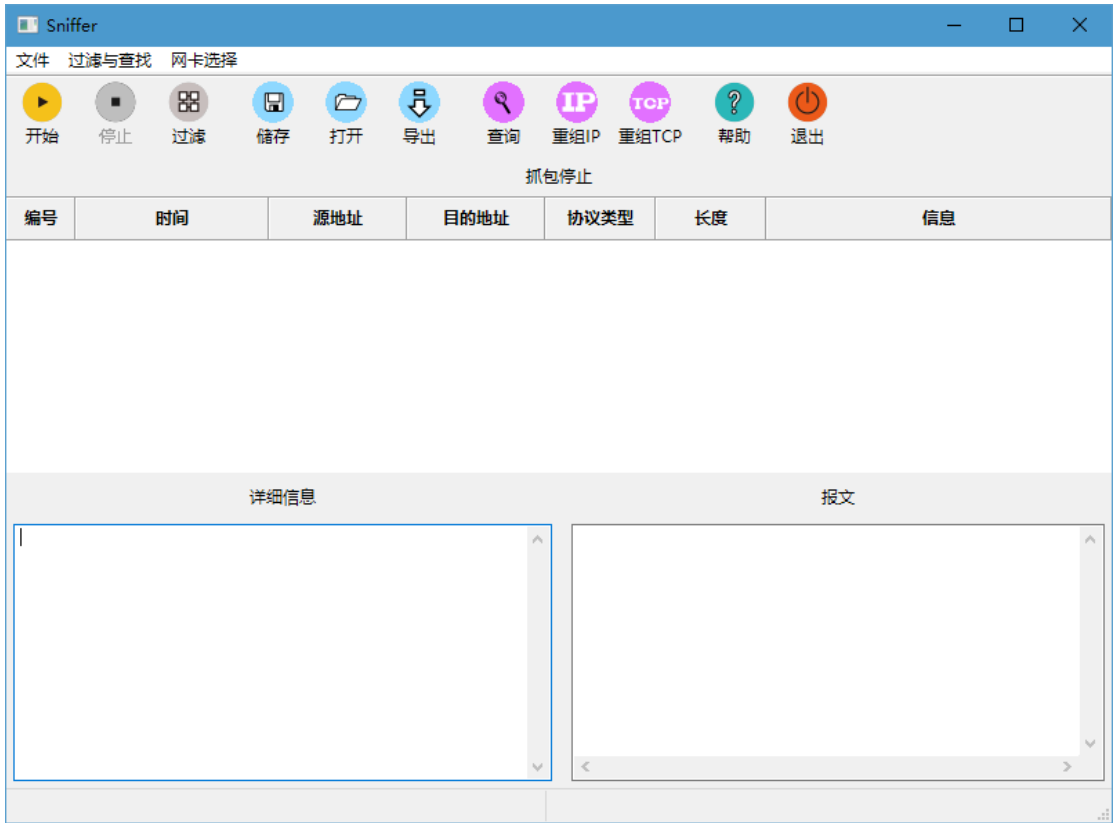 Sniffer
文件 过滤与查找 网卡选择
IP TCP ?
开始 停止 过滤 储存 打开 导出 查询 重组IP 重组TCP 帮助 退出
抓包停止
编号 时间 源地址 目的地址 协议类型 长度 信息
详细信息 报文